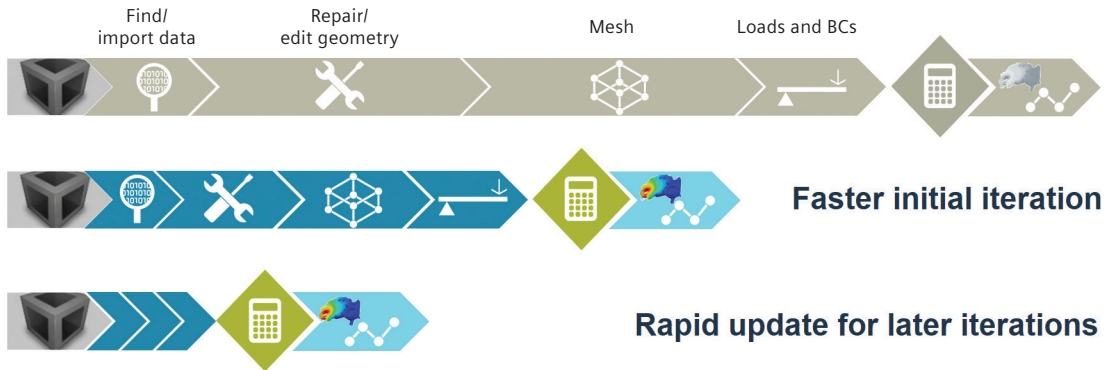 Find/
import data
Repair/
edit geometry
Mesh
Loads and BCs
Faster initial iteration
Rapid update for later iterations